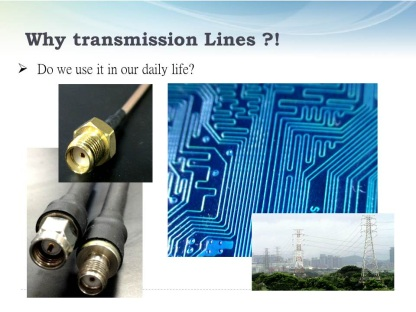 Why transmission Lines ?!
Do we use it in our daily life?